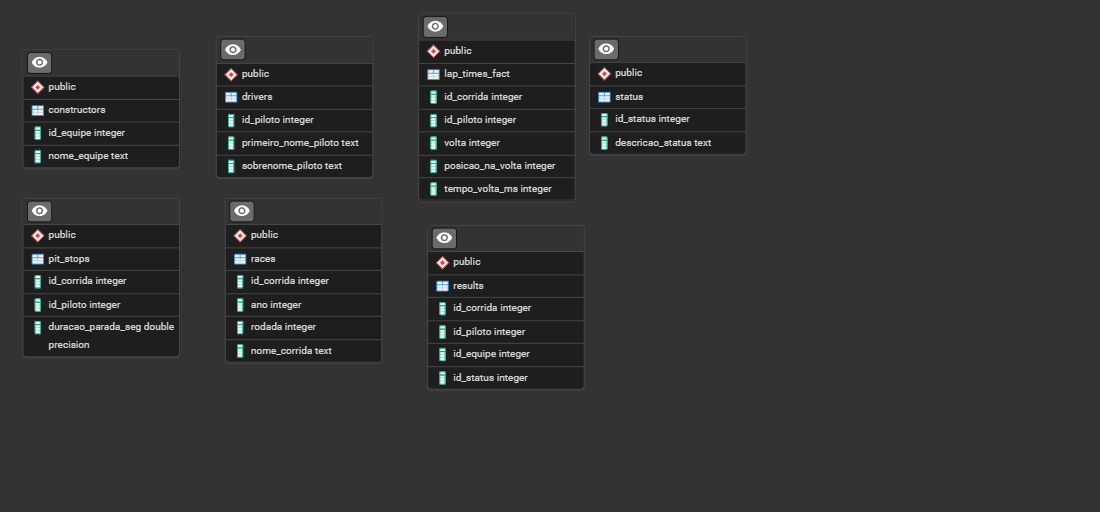 public
constructors
id_equipe integer
nome_equipe text
public
drivers
id_piloto integer
primeiro_nome_piloto text
sobrenome_piloto text
public
lap_times_fact
id_corrida integer
id_piloto integer
volta integer
posicao_na_volta integer
tempo_volta_ms integer
public
status
id_status integer
descricao_status text
public
pit_stops
id_corrida integer
id_piloto integer
duracao_parada_seg double
precision
public
races
id_corrida integer
ano integer
rodada integer
nome_corrida text
public
results
id_corrida integer
id_piloto integer
id_equipe integer
id_status integer